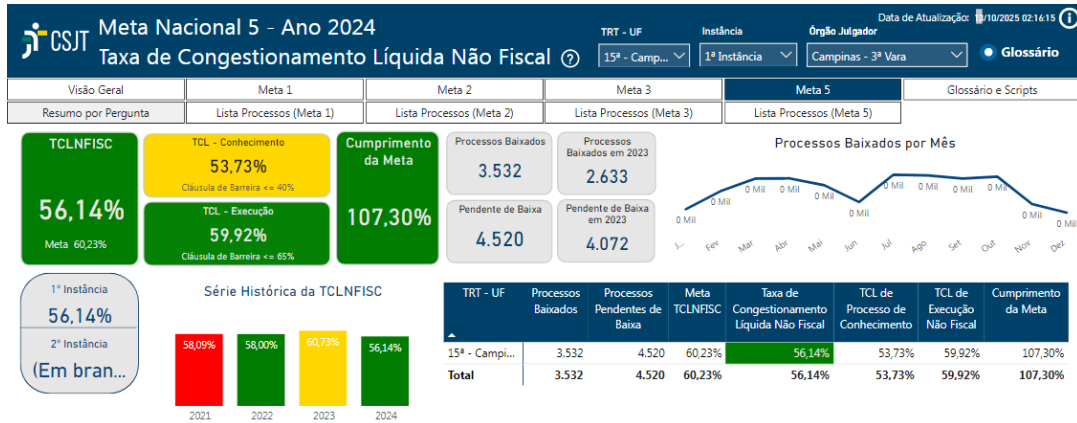 CSJT
Meta Nacional 5 - Ano 2024
Taxa de Congestionamento Líquida Não Fiscal
Data de Atualização: /10/2025 02:16:15
TRT - UF
Instância
Órgão Julgador
15ª - Camp...
1ª Instância
Campinas - 3ª Vara
Glossário
Visão Geral
Meta 1
Meta 2
Meta 3
Meta 5
Glossário e Scripts
Resumo por Pergunta
Lista Processos (Meta 1)
Lista Processos (Meta 2)
Lista Processos (Meta 3)
Lista Processos (Meta 5)
TCLNFISC
56,14%
Meta 60,23%
TCL - Conhecimento
53,73%
Cláusula de Barreira <= 40%
TCL - Execução
59,92%
Cláusula de Barreira <= 65%
Cumprimento
da Meta
107,30%
Processos Baixados
3.532
Processos
Baixados em 2023
2.633
Pendente de Baixa
4.520
Pendente de Baixa
em 2023
4.072
Processos Baixados por Mês
0 Mil
0 Mil
0 Mil
0 Mil
0 Mil
0 Mil
0 Mil
0 Mil
0 Mil
0 Mil
0 Mil
0 Mil
J...
Fev
Mar
Abr
Mai
Jun
Jul
Ago
Set
Out
Nov
Dez
1ª Instância
56,14%
2ª Instância
(Em bran...
Série Histórica da TCLNFISC
58,09%
58,00%
60,73%
56,14%
2021
2022
2023
2024
TRT - UF Processos Baixados Processos Pendentes de Baixa Meta TCLNFISC Taxa de Congestionamento Líquida Não Fiscal TCL de Processo de Conhecimento TCL de Execução Não Fiscal Cumprimento da Meta
15ª - Campi... 3.532 4.520 60,23% 56,14% 53,73% 59,92% 107,30%
Total 3.532 4.520 60,23% 56,14% 53,73% 59,92% 107,30%